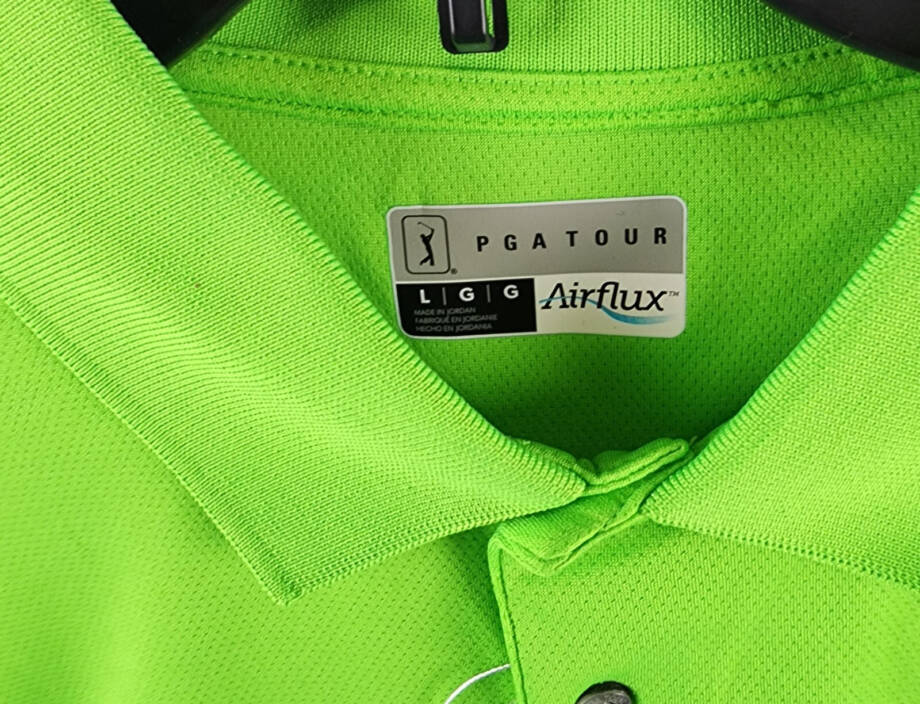 PGA TOUR
L | G | G
MADE IN JORDAN
FABRIQUÉ EN JORDANIE
HECHO EN JORDANIA
Airflux™
®